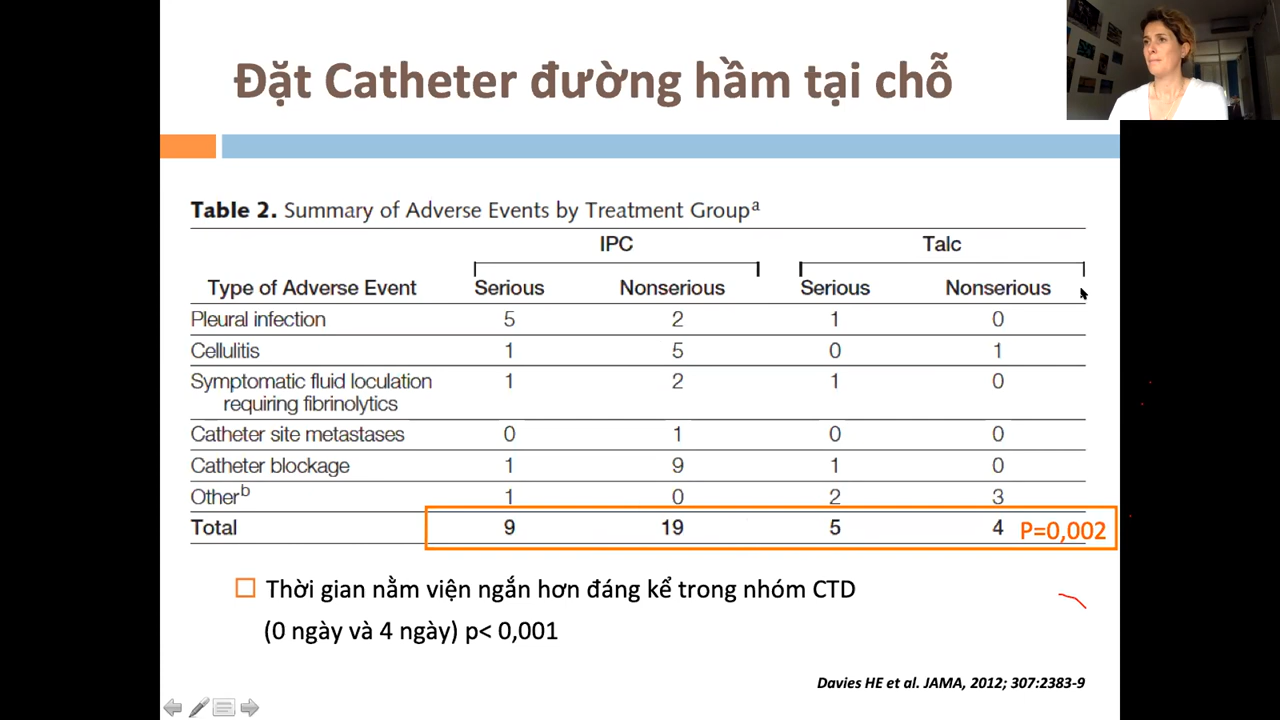 Đặt Catheter đường hầm tại chỗ
Table 2. Summary of Adverse Events by Treatment Groupᵃ
IPC Talc
Type of Adverse Event Serious Nonserious Serious Nonserious
Pleural infection 5 2 1 0
Cellulitis 1 5 0 1
Symptomatic fluid loculation 1 2 1 0
requiring fibrinolytics
Catheter site metastases 0 1 0 0
Catheter blockage 1 9 1 0
Otherᵇ 1 0 2 3
Total 9 19 5 4 P=0,002
Thời gian nằm viện ngắn hơn đáng kể trong nhóm CTD
(0 ngày và 4 ngày) p< 0,001
Davies HE et al. JAMA, 2012; 307:2383-9